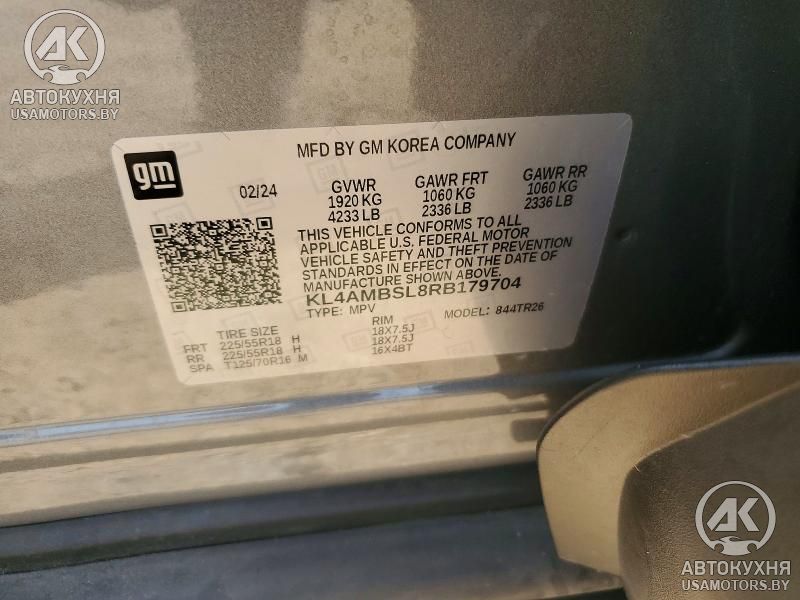 AK
АВТОКУХНЯ
USAMOTORS.BY
gm
MFD BY GM KOREA COMPANY
02/24
GVWR
1920 KG
4233 LB
GAWR FRT
1060 KG
2336 LB
GAWR RR
1060 KG
2336 LB
THIS VEHICLE CONFORMS TO ALL
APPLICABLE U.S. FEDERAL MOTOR
VEHICLE SAFETY AND THEFT PREVENTION
STANDARDS IN EFFECT ON THE DATE OF
MANUFACTURE SHOWN ABOVE.
KL4AMBSL8RB179704
TYPE: MPV
MODEL: 844TR26
TIRE SIZE
RIM
FRT 225/55R18 H 18X7.5J
RR 225/55R18 H 18X7.5J
SPA T125/70R16 M 16X4BT
AK
АВТОКУХНЯ
USAMOTORS.BY